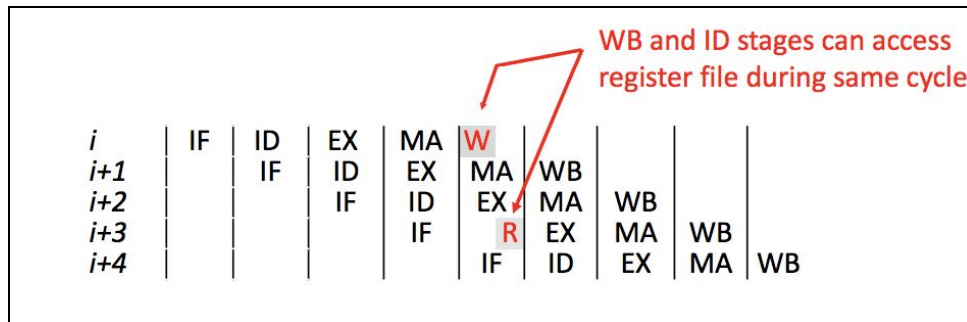 WB and ID stages can access
register file during same cycle
i IF ID EX MA W
i+1 IF ID EX MA WB
i+2 IF ID EX MA WB
i+3 IF R EX MA WB
i+4 IF ID EX MA WB